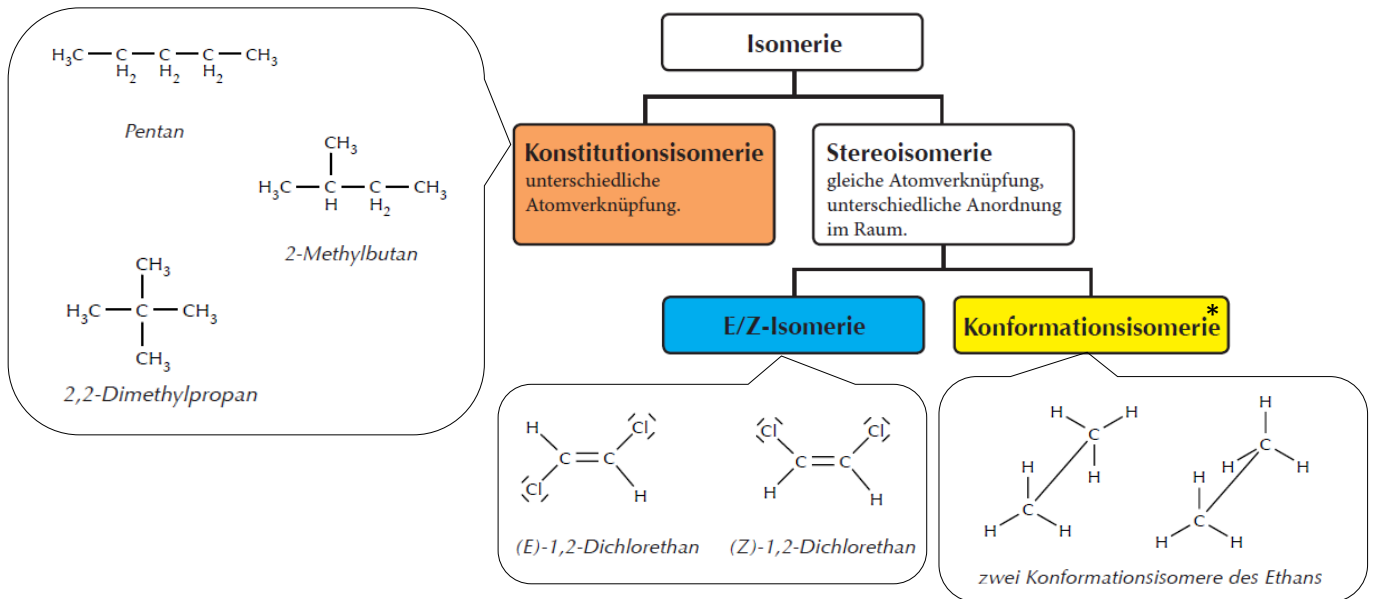 Isomerie
Konstitutionsisomerie
unterschiedliche
Atomverknüpfung.
Stereoisomerie
gleiche Atomverknüpfung,
unterschiedliche Anordnung
im Raum.
E/Z-Isomerie
Konformationsisomerie*
H₃C — C — C — C — CH₃
H₂ H₂ H₂
Pentan
CH₃
H₃C — C — C — CH₃
H H₂
2-Methylbutan
CH₃
H₃C — C — CH₃
CH₃
2,2-Dimethylpropan
H Cl
C = C
Cl H
(E)-1,2-Dichlorethan
Cl Cl
C = C
H H
(Z)-1,2-Dichlorethan
H H
C
H H
C
H H
H
C
H H
H
C
H H
zwei Konformationsisomere des Ethans